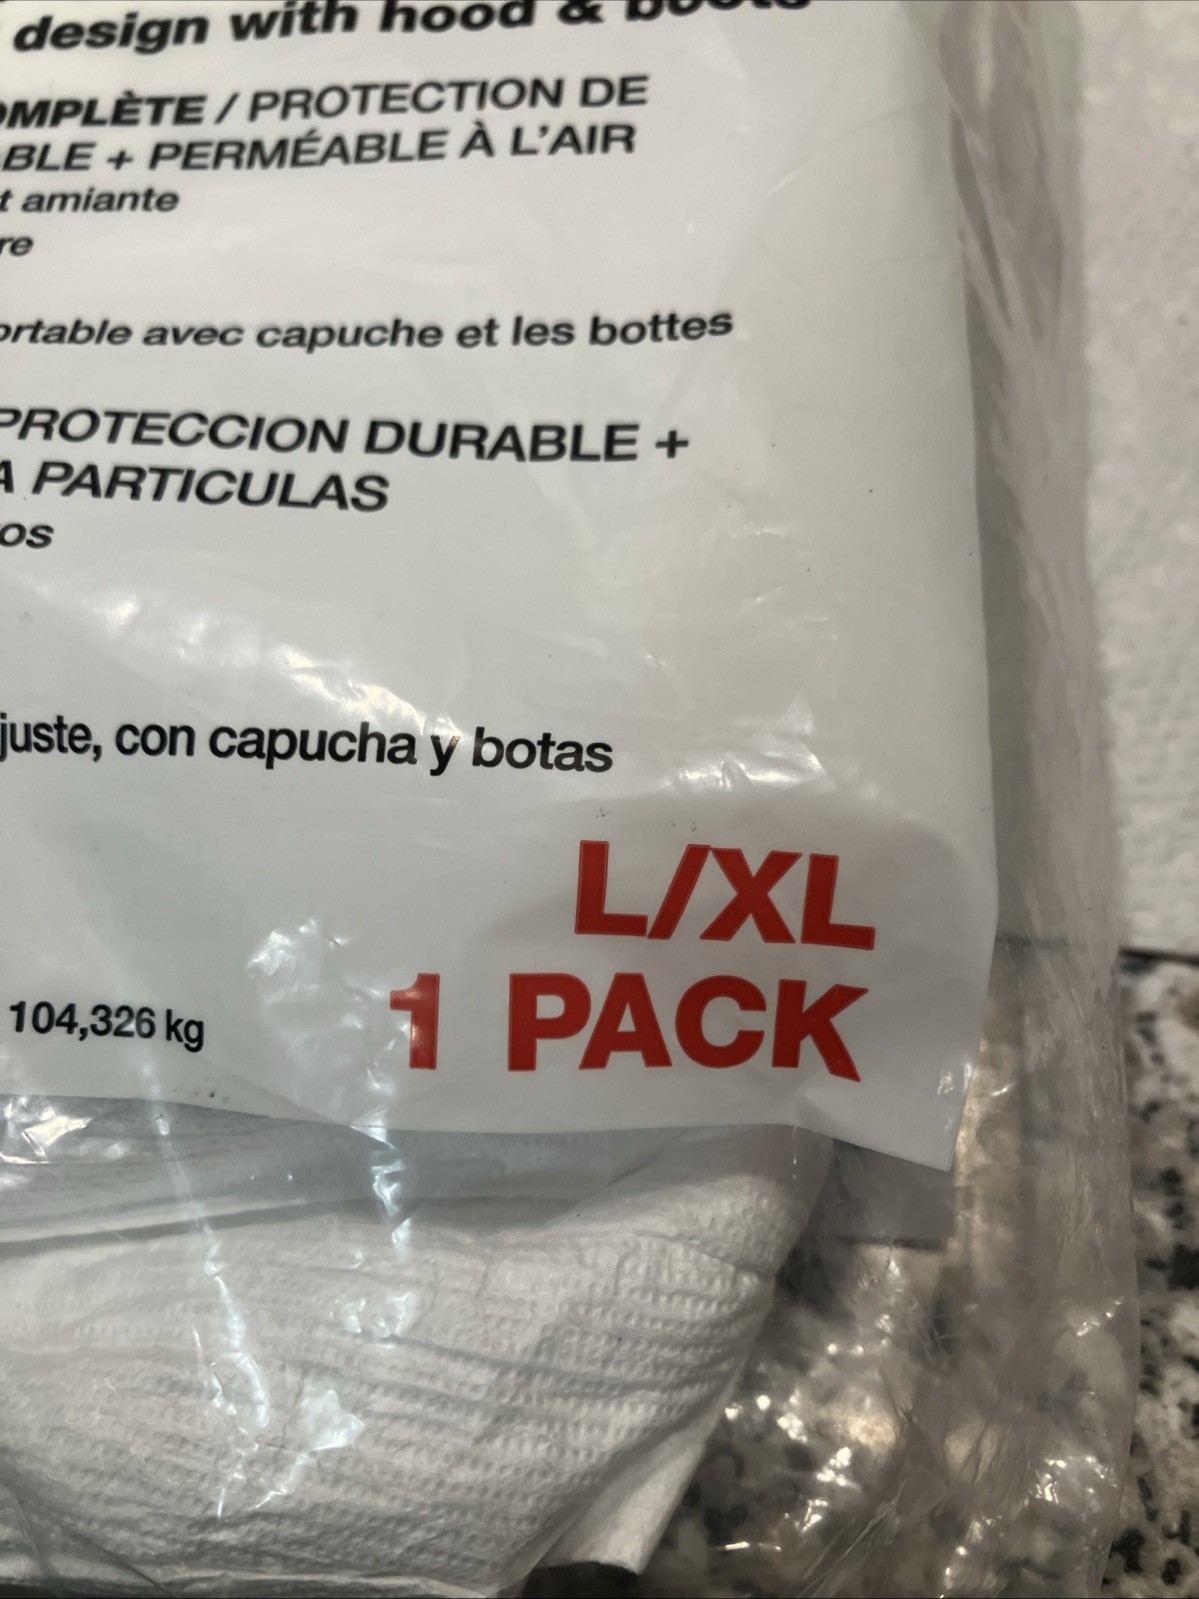 design with hood & boots
OMPLÈTE / PROTECTION DE
ABLE + PERMÉABLE À L'AIR
t amiante
re
ortable avec capuche et les bottes
PROTECCION DURABLE +
A PARTICULAS
os
juste, con capucha y botas
L/XL
104,326 kg
1 PACK